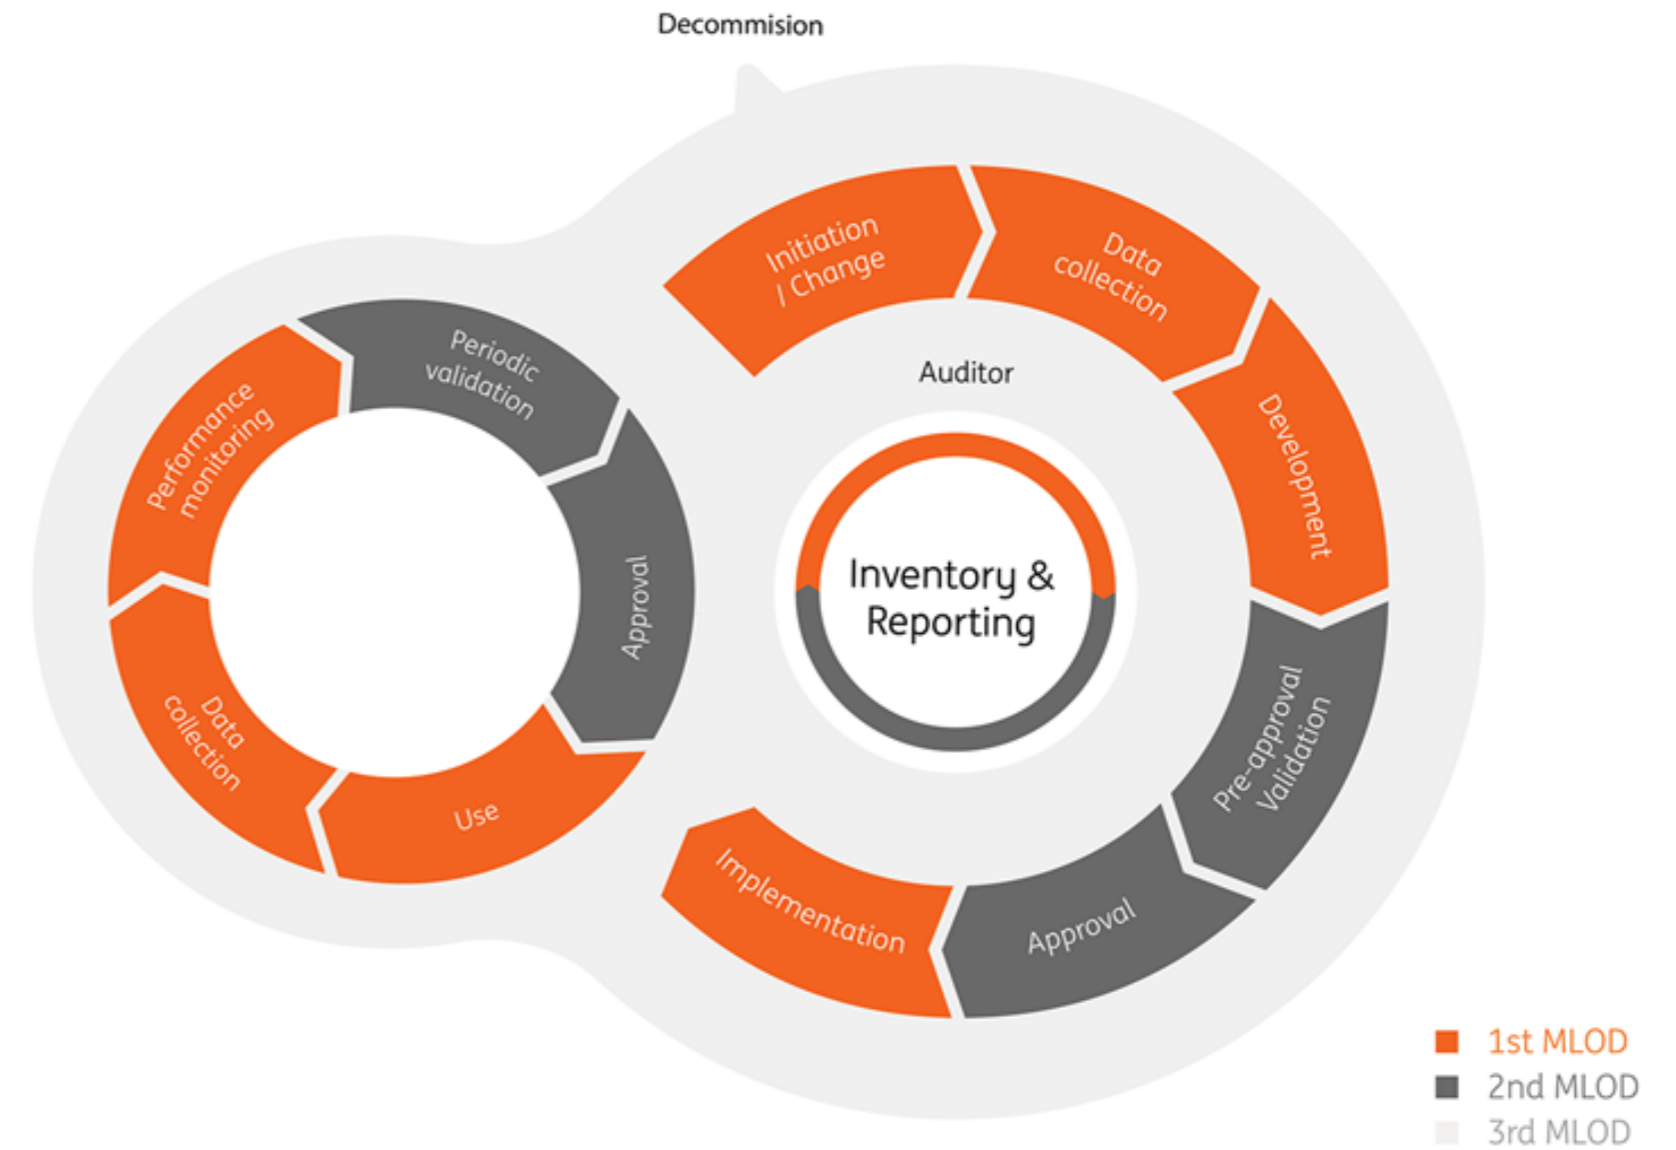 Decommision
Initiation
/ Change
Data
collection
Development
Pre-approval
Validation
Approval
Implementation
Auditor
Inventory &
Reporting
Periodic
validation
Approval
Use
Data
collection
Performance
monitoring
1st MLOD
2nd MLOD
3rd MLOD